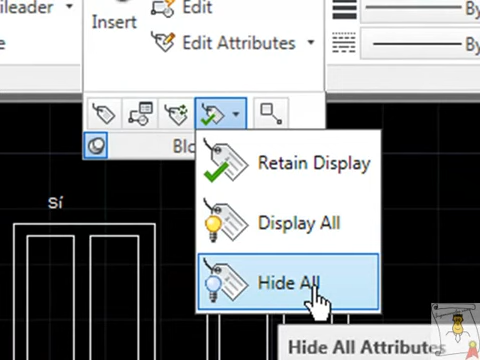 ileader
Edit
By
Insert
Edit Attributes
By
Blo
Retain Display
Sí
Display All
Hide All
Hide All Attributes